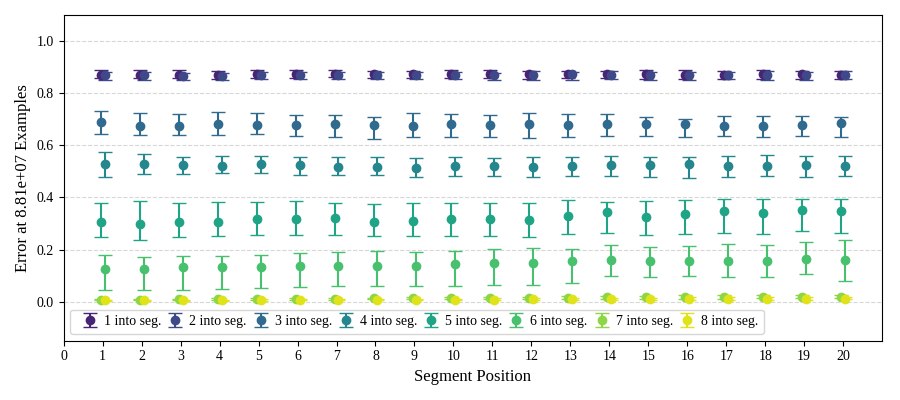 Error at 8.81e+07 Examples
1.0
0.8
0.6
0.4
0.2
0.0
1 into seg. 2 into seg. 3 into seg. 4 into seg. 5 into seg. 6 into seg. 7 into seg. 8 into seg.
0 1 2 3 4 5 6 7 8 9 10 11 12 13 14 15 16 17 18 19 20
Segment Position